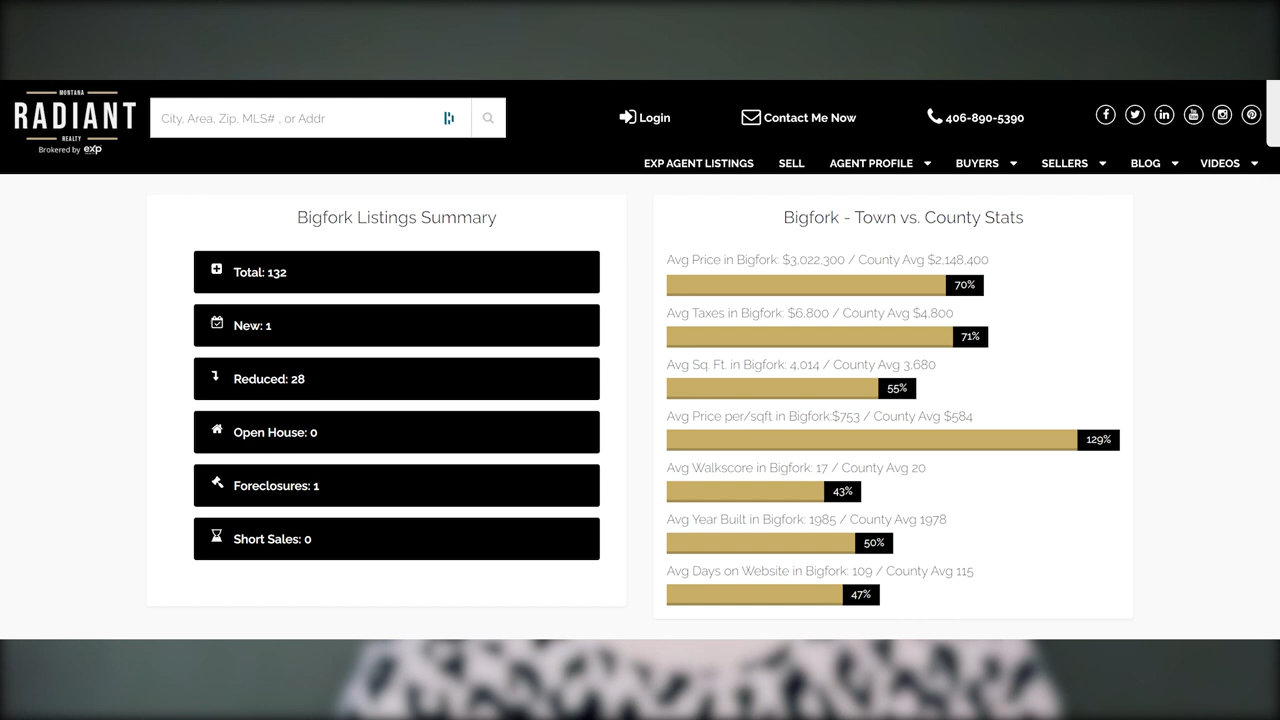 MONTANA
RADIANT
REALTY
Brokered by exp
City, Area, Zip, MLS# , or Addr
Login
Contact Me Now
406-890-5390
EXP AGENT LISTINGS
SELL
AGENT PROFILE
BUYERS
SELLERS
BLOG
VIDEOS
Bigfork Listings Summary
Total: 132
New: 1
Reduced: 28
Open House: 0
Foreclosures: 1
Short Sales: 0
Bigfork - Town vs. County Stats
Avg Price in Bigfork: $3,022,300 / County Avg $2,148,400
70%
Avg Taxes in Bigfork: $6,800 / County Avg $4,800
71%
Avg Sq. Ft. in Bigfork: 4,014 / County Avg 3,680
55%
Avg Price per/sqft in Bigfork:$753 / County Avg $584
129%
Avg Walkscore in Bigfork: 17 / County Avg 20
43%
Avg Year Built in Bigfork: 1985 / County Avg 1978
50%
Avg Days on Website in Bigfork: 109 / County Avg 115
47%